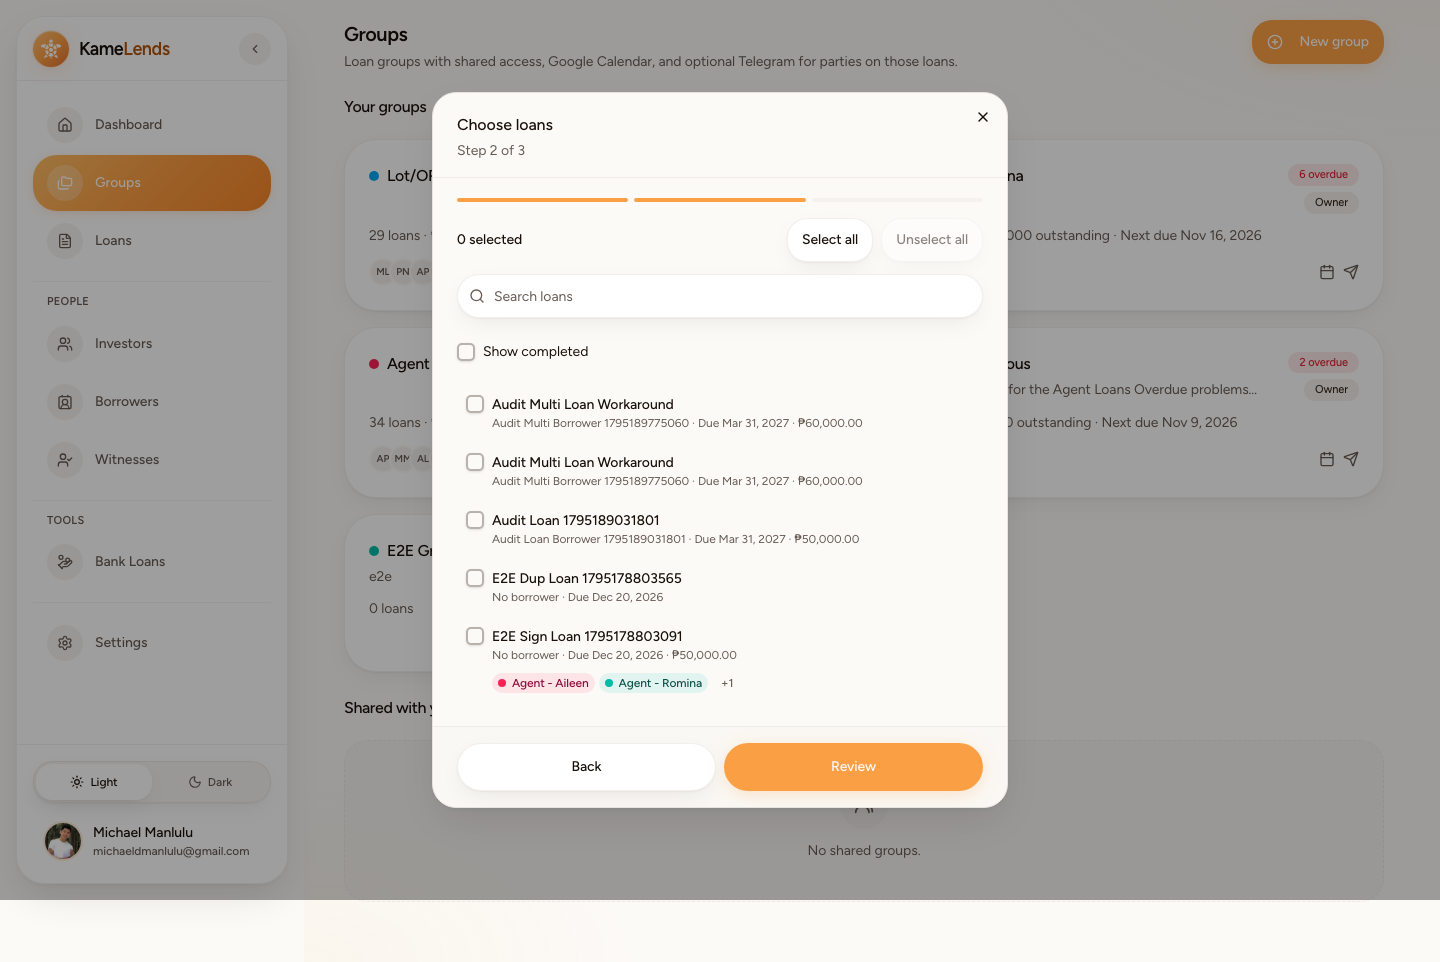 KameLends
Dashboard
Groups
Loans
PEOPLE
Investors
Borrowers
Witnesses
TOOLS
Bank Loans
Settings
Light
Dark
Michael Manlulu
michaeldmanlulu@gmail.com
Groups
Loan groups with shared access, Google Calendar, and optional Telegram for parties on those loans.
New group
Your groups
6 overdue
Owner
29 loans ·
000 outstanding · Next due Nov 16, 2026
ML PN AP
Agent
2 overdue
for the Agent Loans Overdue problems...
Owner
34 loans ·
outstanding · Next due Nov 9, 2026
AP MM AL
E2E
e2e
0 loans
Shared with
No shared groups.
Choose loans
Step 2 of 3
0 selected
Select all
Unselect all
Search loans
Show completed
Audit Multi Loan Workaround
Audit Multi Borrower 1795189775060 · Due Mar 31, 2027 · ₱60,000.00
Audit Multi Loan Workaround
Audit Multi Borrower 1795189775060 · Due Mar 31, 2027 · ₱60,000.00
Audit Loan 1795189031801
Audit Loan Borrower 1795189031801 · Due Mar 31, 2027 · ₱50,000.00
E2E Dup Loan 1795178803565
No borrower · Due Dec 20, 2026
E2E Sign Loan 1795178803091
No borrower · Due Dec 20, 2026 · ₱50,000.00
Agent - Aileen
Agent - Romina
+1
Back
Review